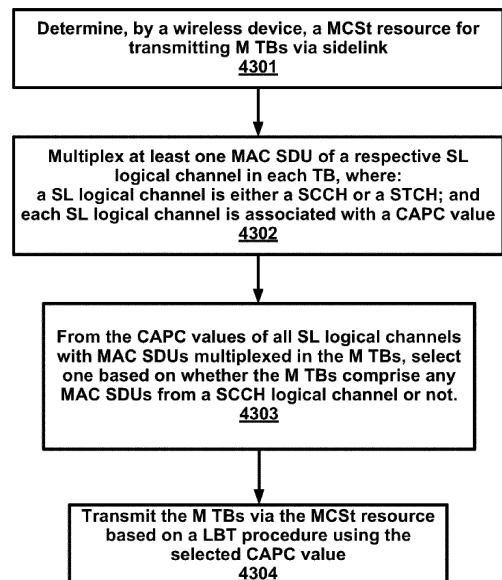 Determine, by a wireless device, a MCSt resource for
transmitting M TBs via sidelink
4301
Multiplex at least one MAC SDU of a respective SL
logical channel in each TB, where:
a SL logical channel is either a SCCH or a STCH; and
each SL logical channel is associated with a CAPC value
4302
From the CAPC values of all SL logical channels
with MAC SDUs multiplexed in the M TBs, select
one based on whether the M TBs comprise any
MAC SDUs from a SCCH logical channel or not.
4303
Transmit the M TBs via the MCSt resource
based on a LBT procedure using the
selected CAPC value
4304